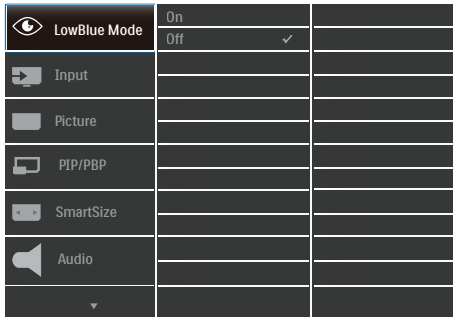 LowBlue Mode
On
Off
Input
Picture
PIP/PBP
SmartSize
Audio